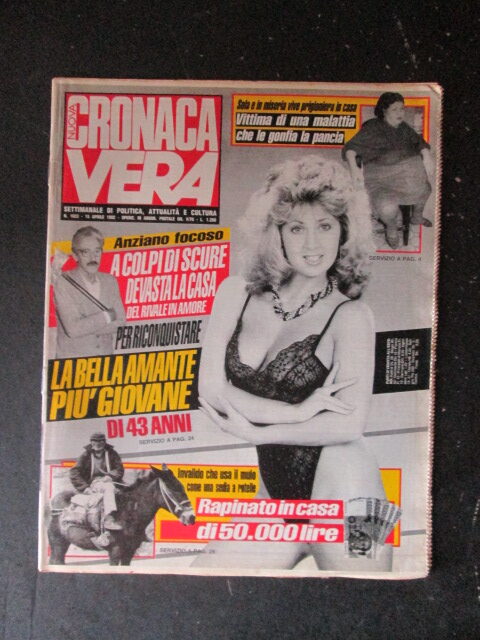 NUOVA
CRONACA
VERA
SETTIMANALE DI POLITICA, ATTUALITÀ E CULTURA
Sola e in miseria vive prigioniera in casa
Vittima di una malattia
che le gonfia la pancia
SERVIZIO A PAG. 4
Anziano focoso
A COLPI DI SCURE
DEVASTA LA CASA
DEL RIVALE IN AMORE
PER RICONQUISTARE
LA BELLA AMANTE
PIU' GIOVANE
DI 43 ANNI
SERVIZIO A PAG. 24
Invalido che usa il mulo
come una sedia a rotelle
Rapinato in casa
di 50.000 lire
SERVIZIO A PAG.